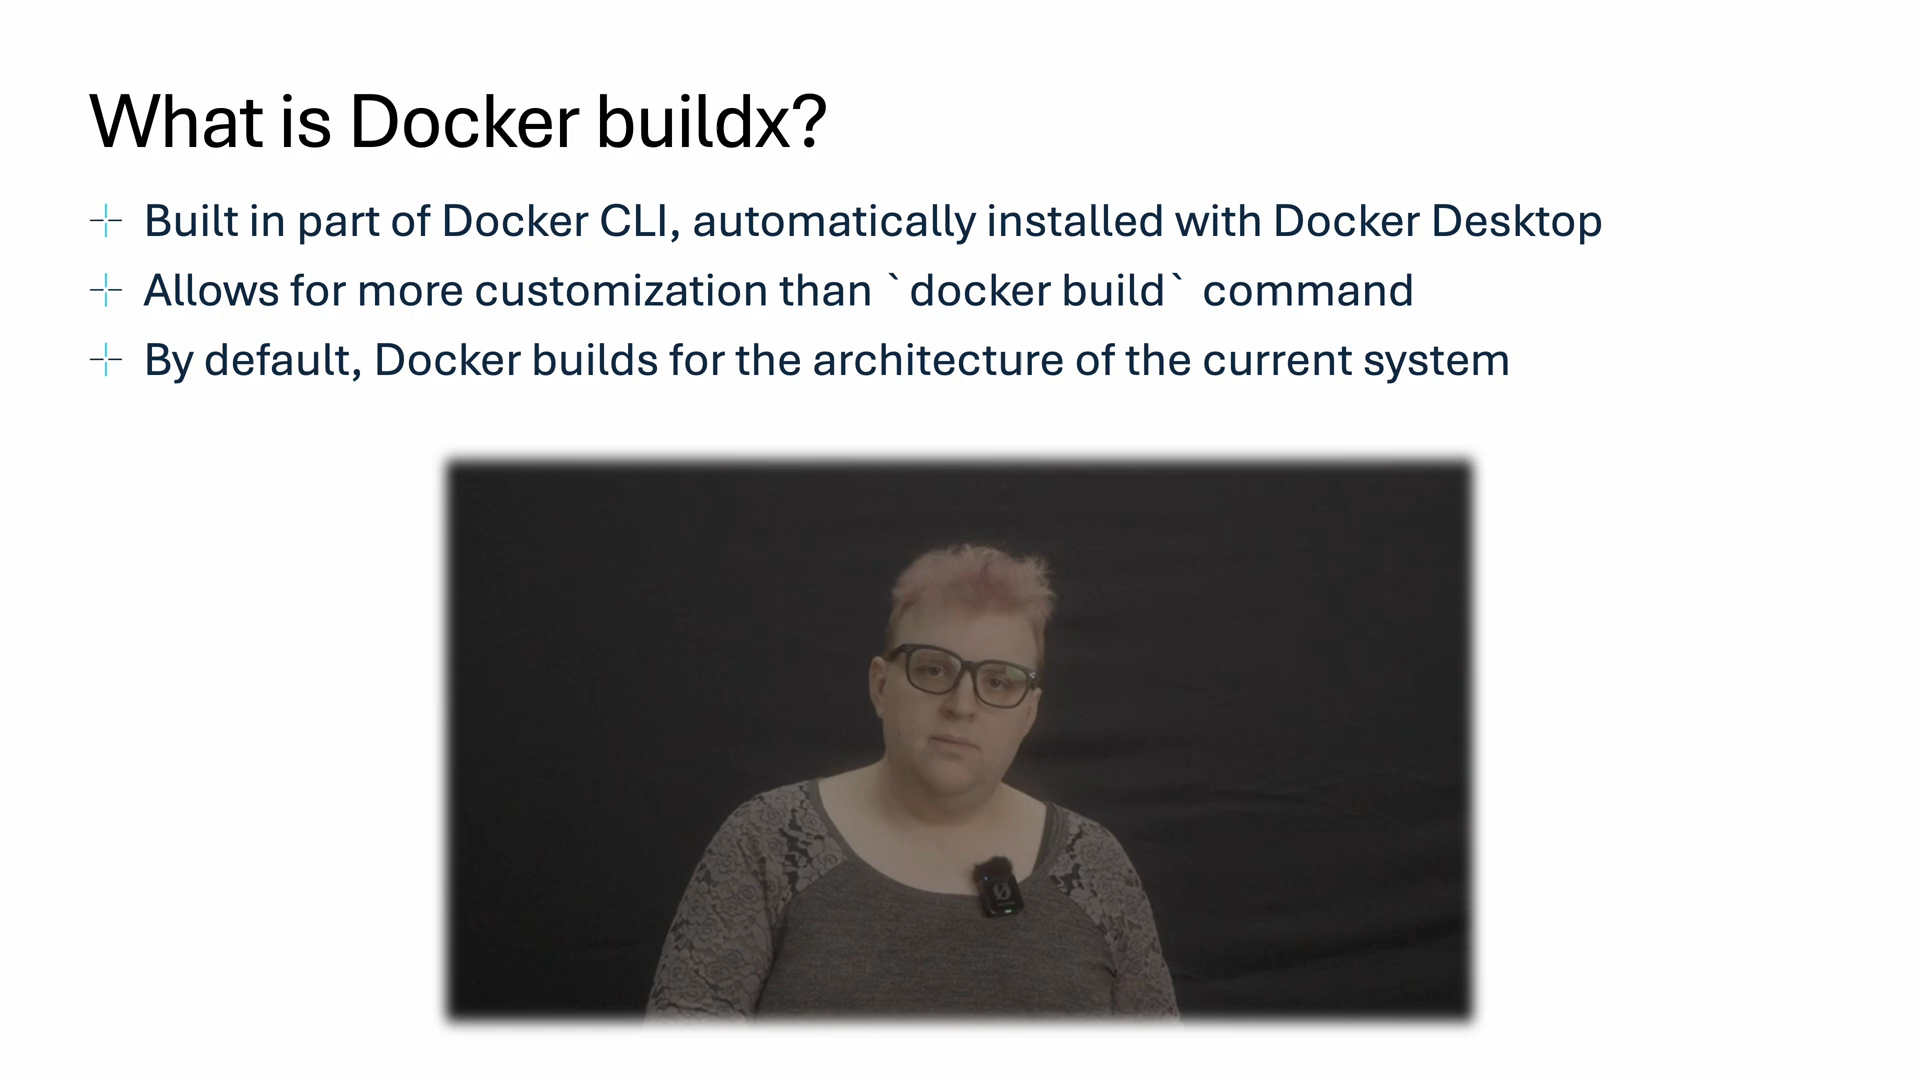 What is Docker buildx?
Built in part of Docker CLI, automatically installed with Docker Desktop
Allows for more customization than `docker build` command
By default, Docker builds for the architecture of the current system